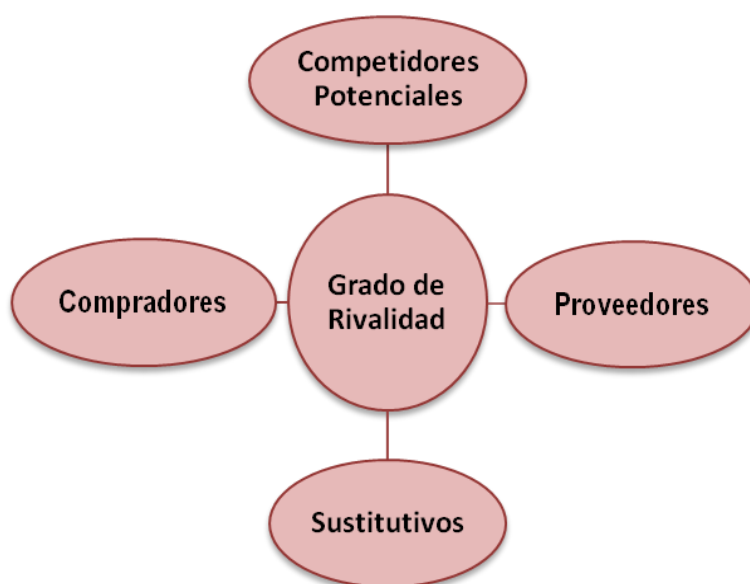 Competidores
Potenciales
Compradores
Grado de
Rivalidad
Proveedores
Sustitutivos